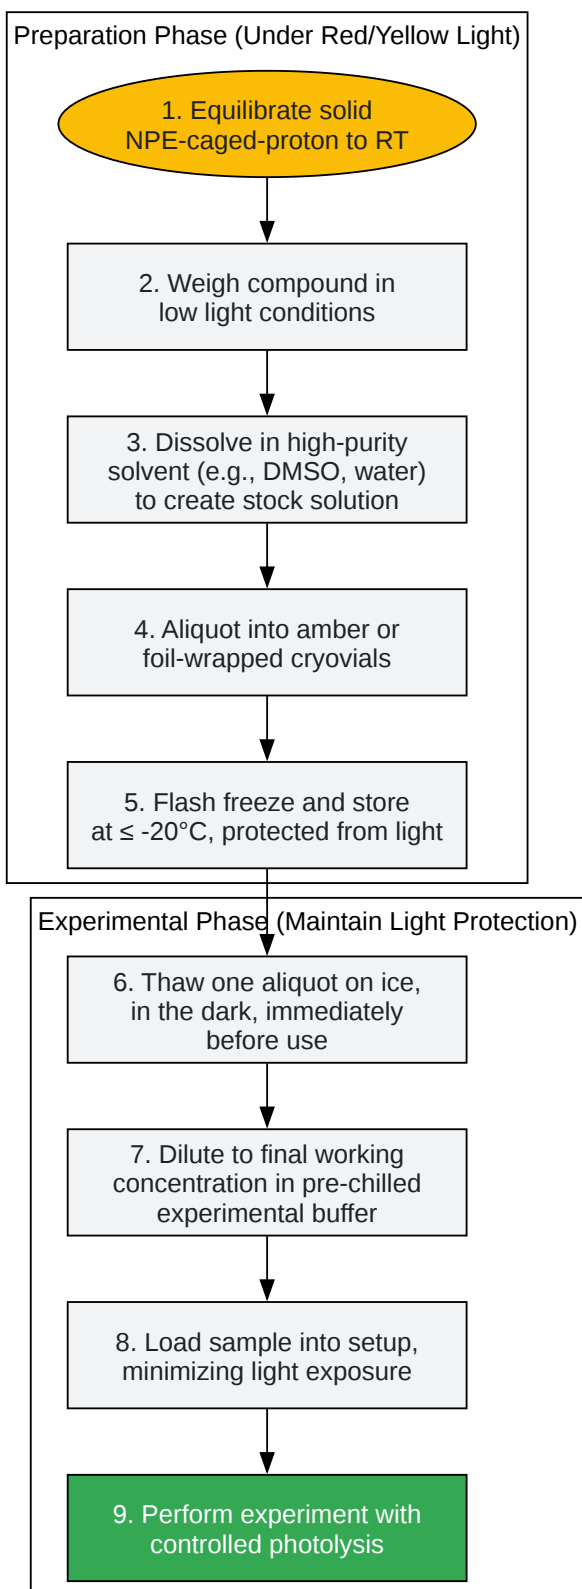 Preparation Phase (Under Red/Yellow Light)
1. Equilibrate solid
NPE-caged-proton to RT
2. Weigh compound in
low light conditions
3. Dissolve in high-purity
solvent (e.g., DMSO, water)
to create stock solution
4. Aliquot into amber or
foil-wrapped cryovials
5. Flash freeze and store
at ≤ -20°C, protected from light
Experimental Phase (Maintain Light Protection)
6. Thaw one aliquot on ice,
in the dark, immediately
before use
7. Dilute to final working
concentration in pre-chilled
experimental buffer
8. Load sample into setup,
minimizing light exposure
9. Perform experiment with
controlled photolysis